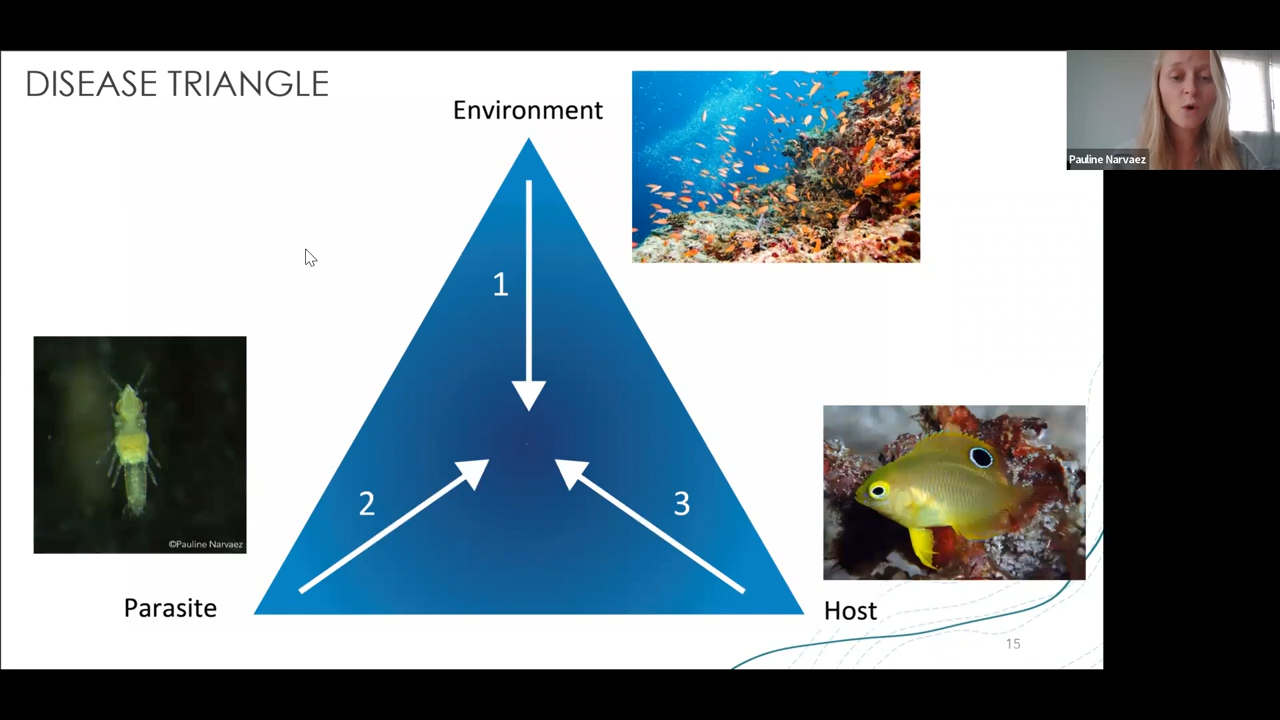 DISEASE TRIANGLE
Environment
Pauline Narvaez
1
2
3
©Pauline Narvaez
Parasite
Host
15